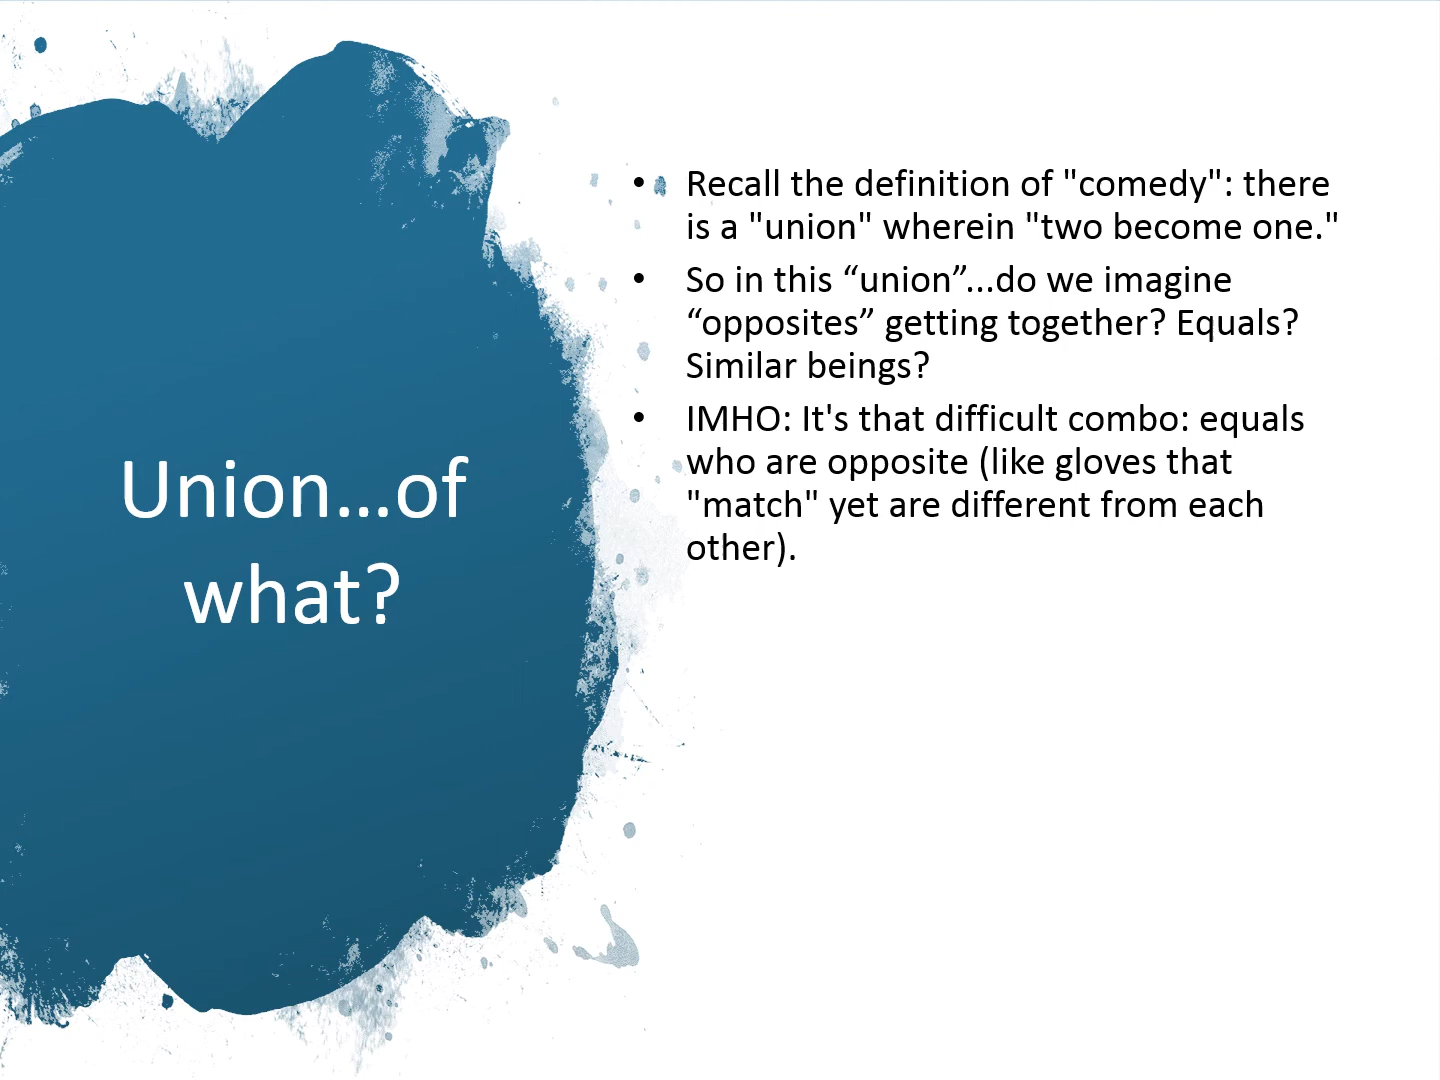 Union...of
what?
• Recall the definition of "comedy": there
is a "union" wherein "two become one."
• So in this “union”...do we imagine
“opposites” getting together? Equals?
Similar beings?
• IMHO: It's that difficult combo: equals
who are opposite (like gloves that
"match" yet are different from each
other).